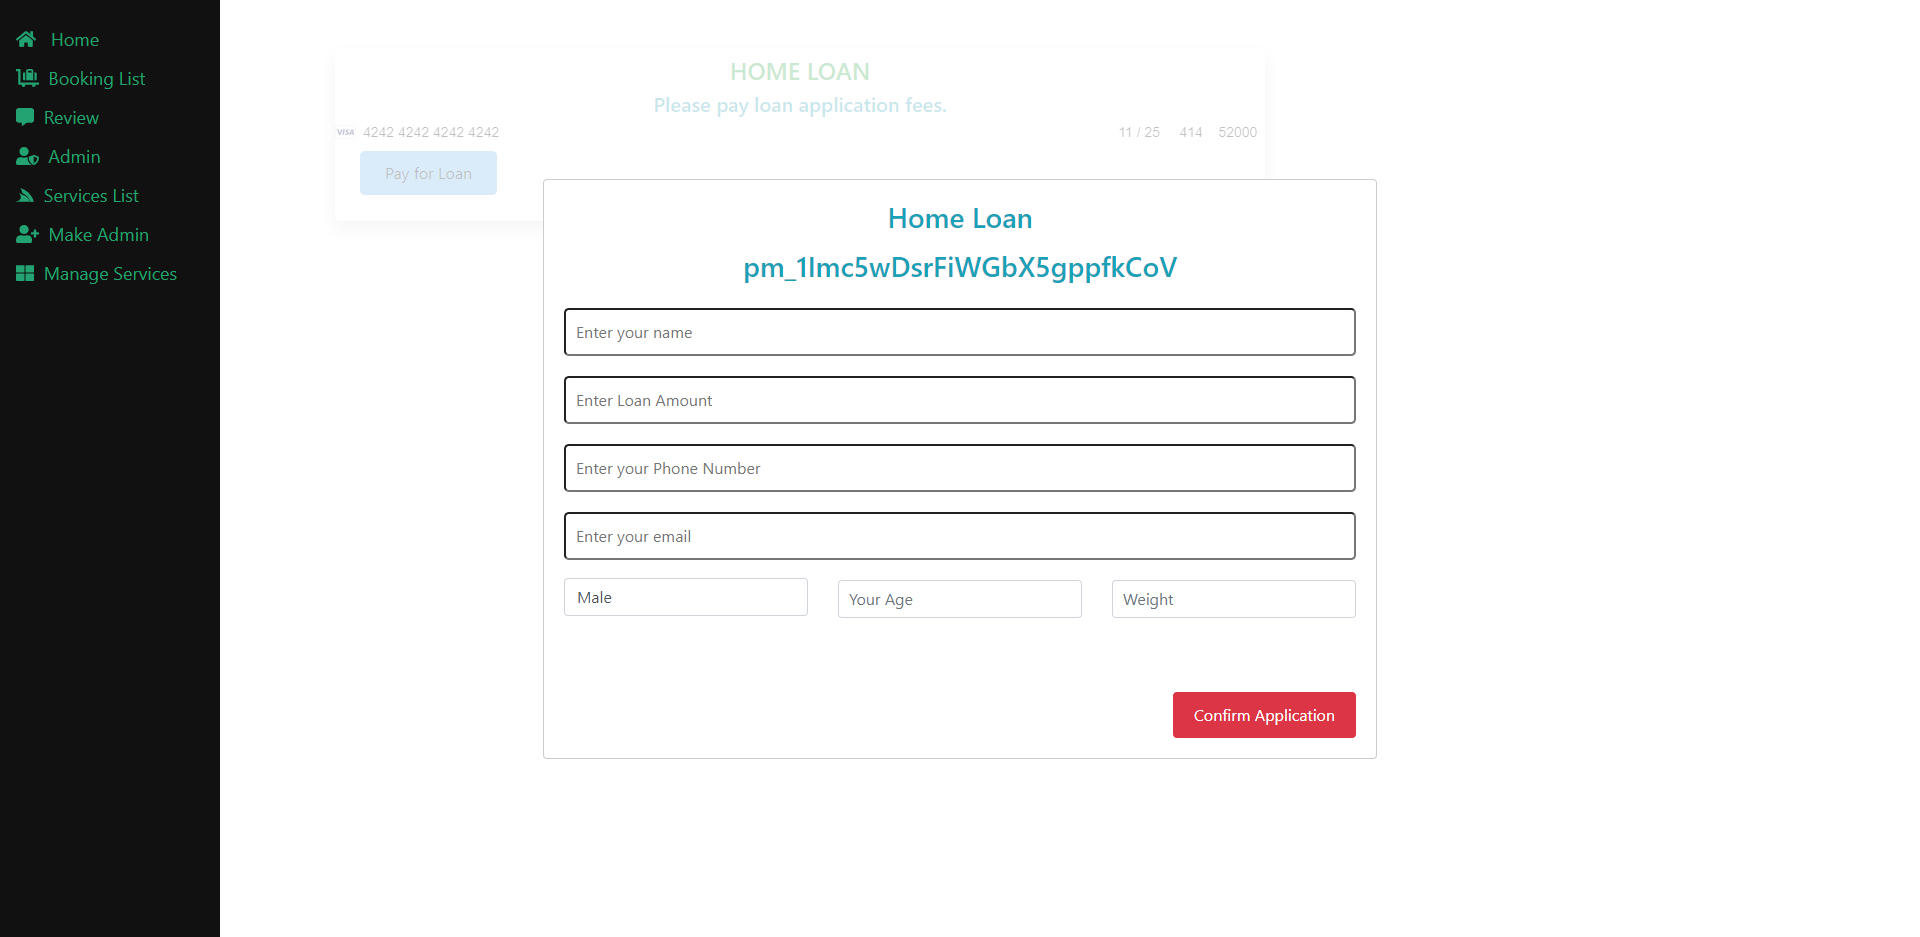 Home
Booking List
Review
Admin
Services List
Make Admin
Manage Services
HOME LOAN
Please pay loan application fees.
VISA 4242 4242 4242 4242 11 / 25 414 52000
Pay for Loan
Home Loan
pm_1Imc5wDsrFiWGbX5gppfkCoV
Enter your name
Enter Loan Amount
Enter your Phone Number
Enter your email
Male Your Age Weight
Confirm Application